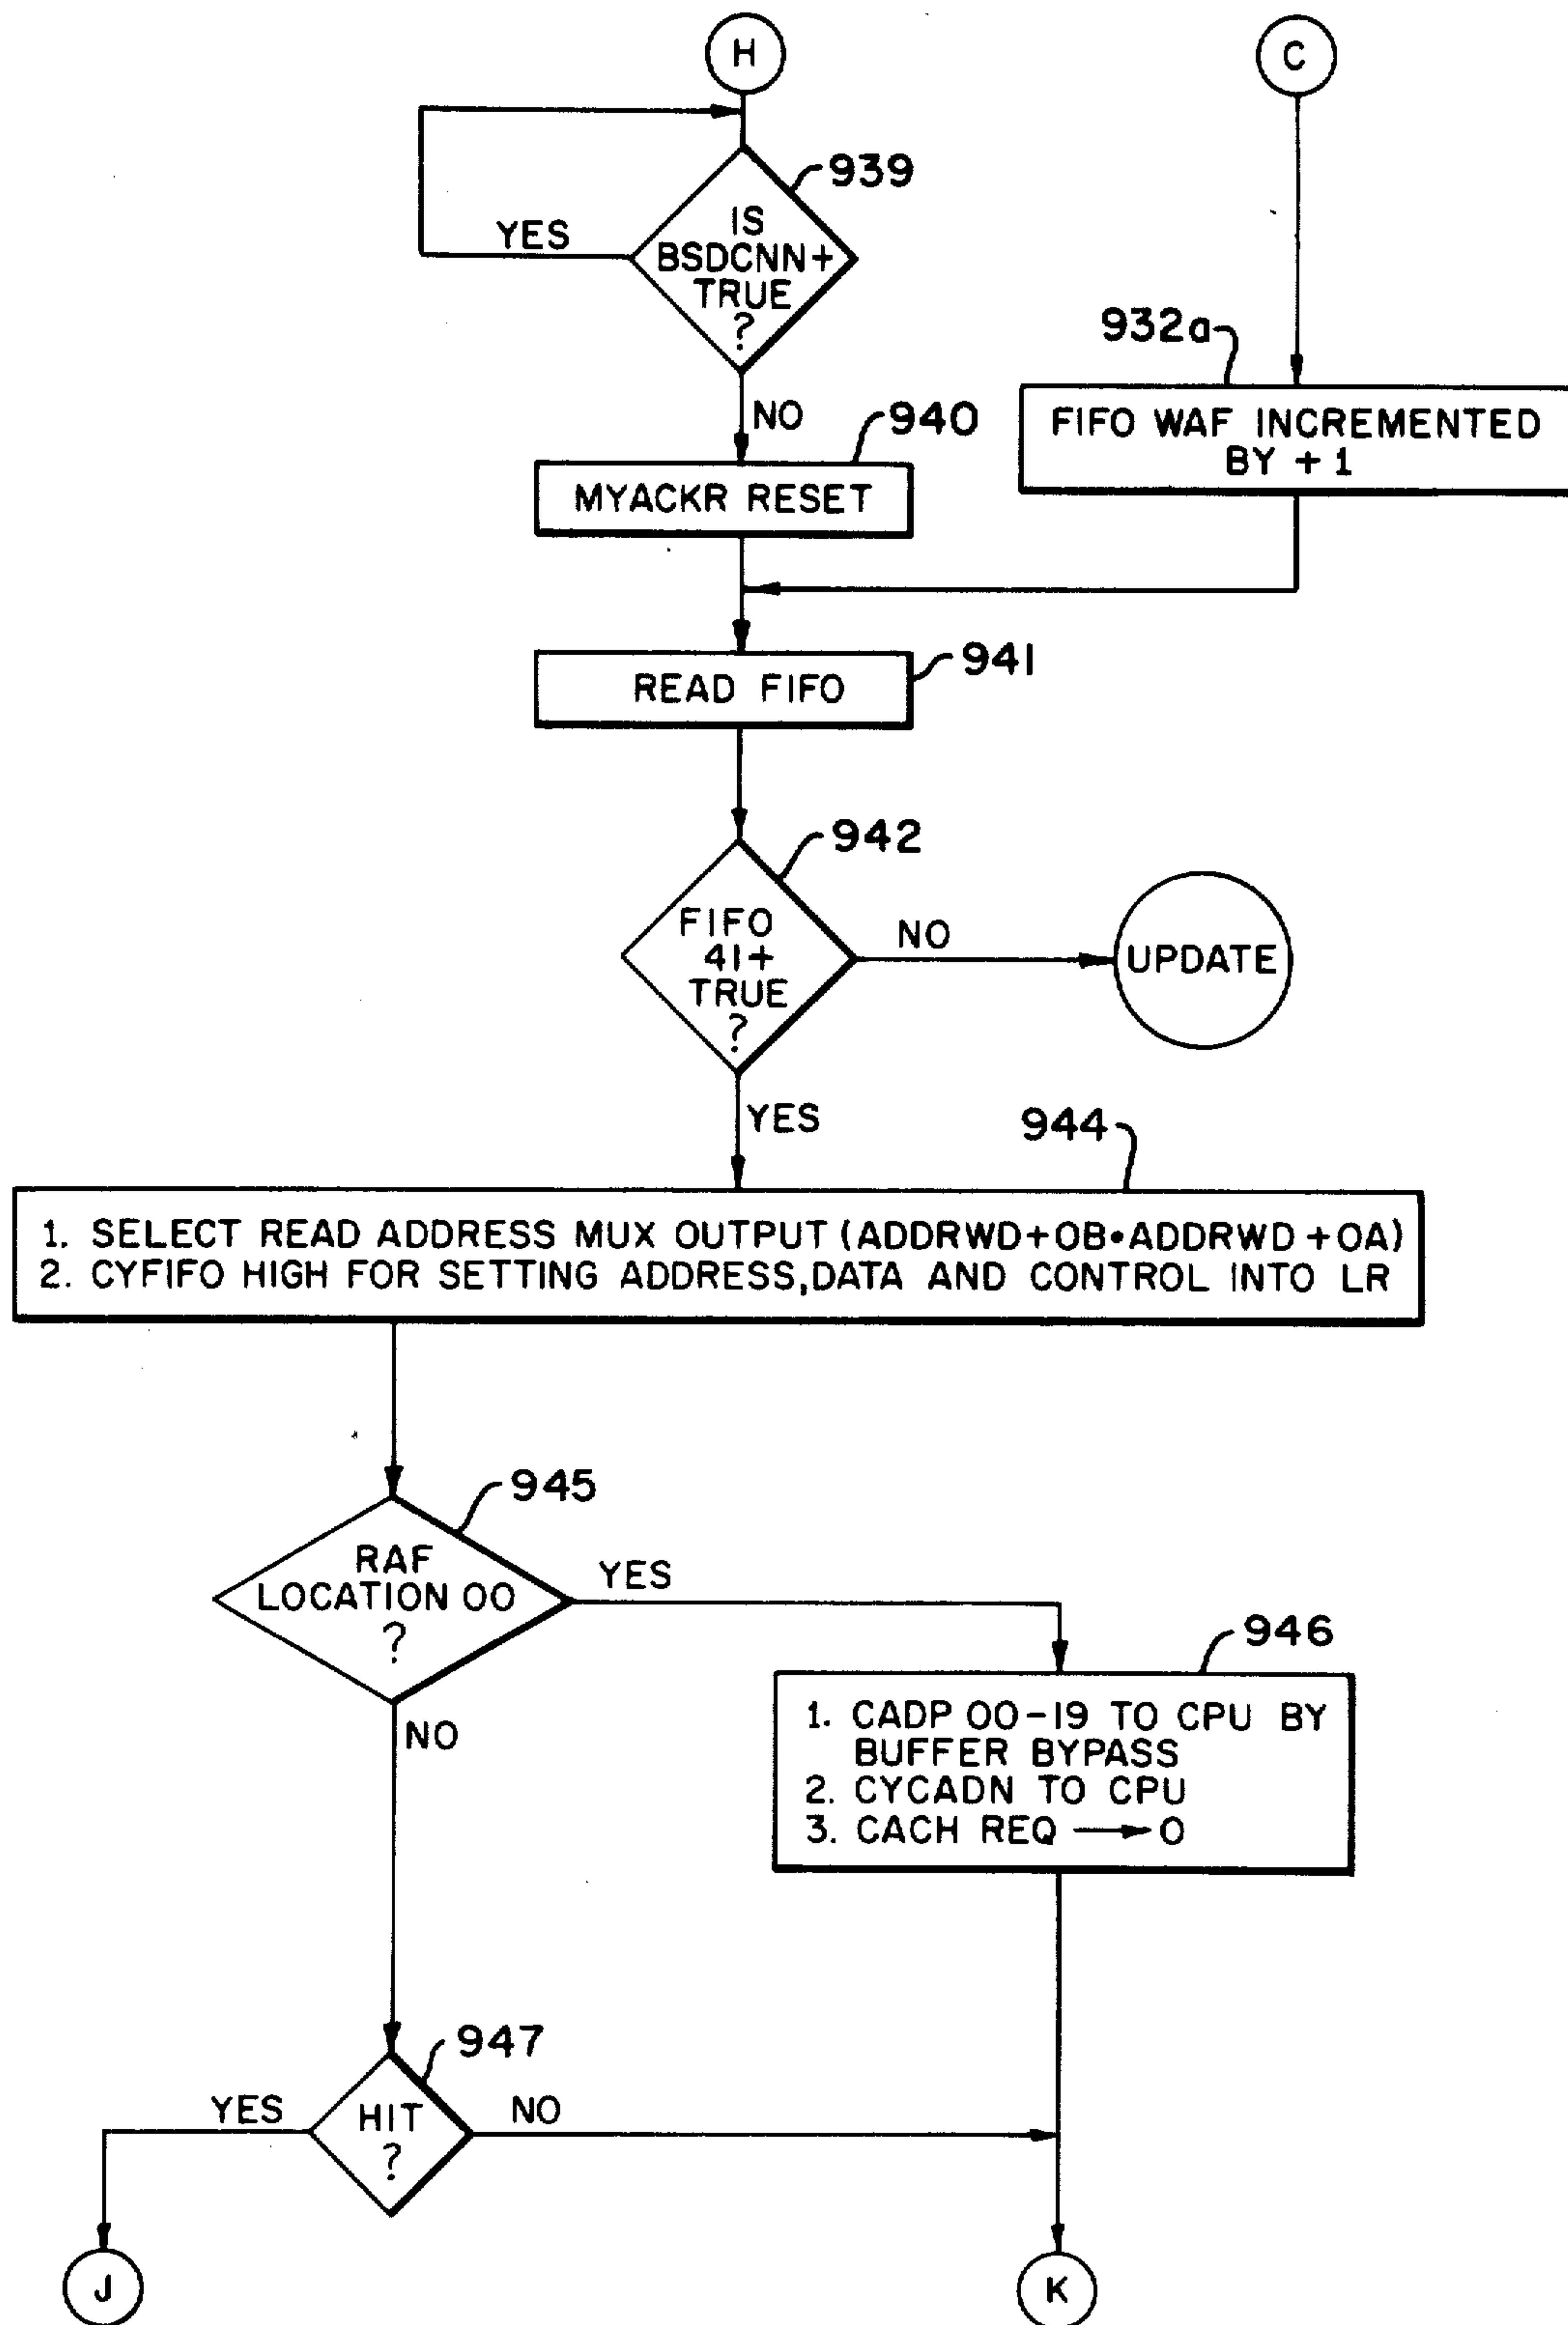 H
C
939
IS
BSDCNN+
TRUE
?
YES
932a
NO
940
FIFO WAF INCREMENTED
BY + 1
MYACKR RESET
941
READ FIFO
942
FIFO
41+
TRUE
?
NO
UPDATE
YES
944
1. SELECT READ ADDRESS MUX OUTPUT (ADDRWD+OB•ADDRWD+OA)
2. CYFIFO HIGH FOR SETTING ADDRESS,DATA AND CONTROL INTO LR
945
RAF
LOCATION 00
?
YES
NO
946
1. CADP 00-19 TO CPU BY
BUFFER BYPASS
2. CYCADN TO CPU
3. CACH REQ → 0
947
HIT
?
YES
NO
J
K